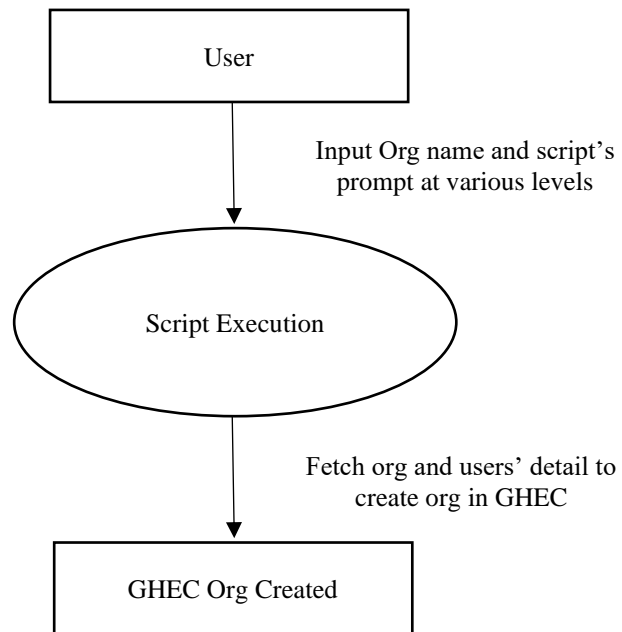 User
Input Org name and script’s
prompt at various levels
Script Execution
Fetch org and users’ detail to
create org in GHEC
GHEC Org Created